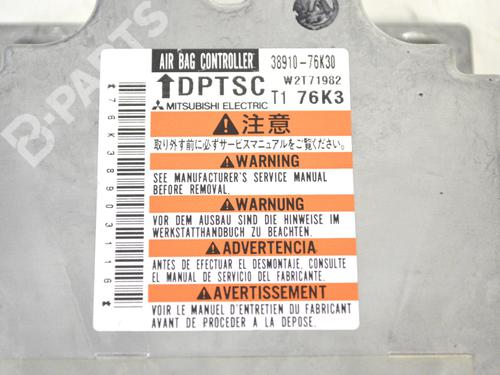 AIR BAG CONTROLLER 38910-76K30
DPTSC W2T71982
MITSUBISHI ELECTRIC T1 76K3
注意
取り外す前に必ずサービスマニュアルをご覧ください。
WARNING
SEE MANUFACTURER'S SERVICE MANUAL
BEFORE REMOVAL.
WARNUNG
VOR DEM AUSBAU SIND DIE HINWEISE IM
WERKSTATTHANDBUCH ZU BEACHTEN.
ADVERTENCIA
ANTES DE EFECTUAR EL DESMONTAJE, CONSULTE
EL MANUAL DE SERVICIO DEL FABRICANTE.
AVERTISSEMENT
VOIR LE MANUEL D'ENTRETIEN DU FABRICANT
AVANT DE PROCEDER A LA DEPOSE.
*76K38903116*
B-PARTS